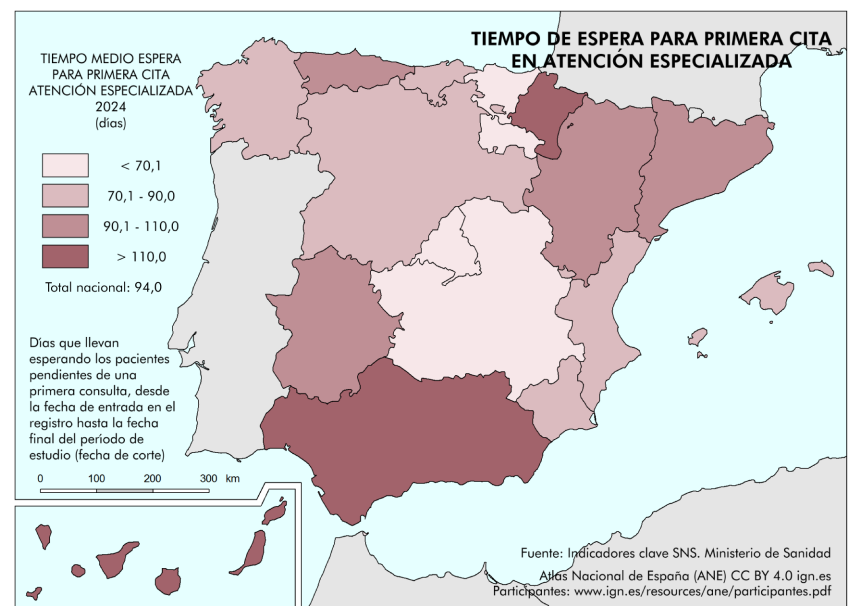 TIEMPO DE ESPERA PARA PRIMERA CITA
EN ATENCIÓN ESPECIALIZADA
TIEMPO MEDIO ESPERA
PARA PRIMERA CITA
ATENCIÓN ESPECIALIZADA
2024
(días)
< 70,1
70,1 - 90,0
90,1 - 110,0
> 110,0
Total nacional: 94,0
Días que llevan
esperando los pacientes
pendientes de una
primera consulta, desde
la fecha de entrada en el
registro hasta la fecha
final del período de
estudio (fecha de corte)
0 100 200 300 km
Fuente: Indicadores clave SNS. Ministerio de Sanidad
Atlas Nacional de España (ANE) CC BY 4.0 ign.es
Participantes: www.ign.es/resources/ane/participantes.pdf